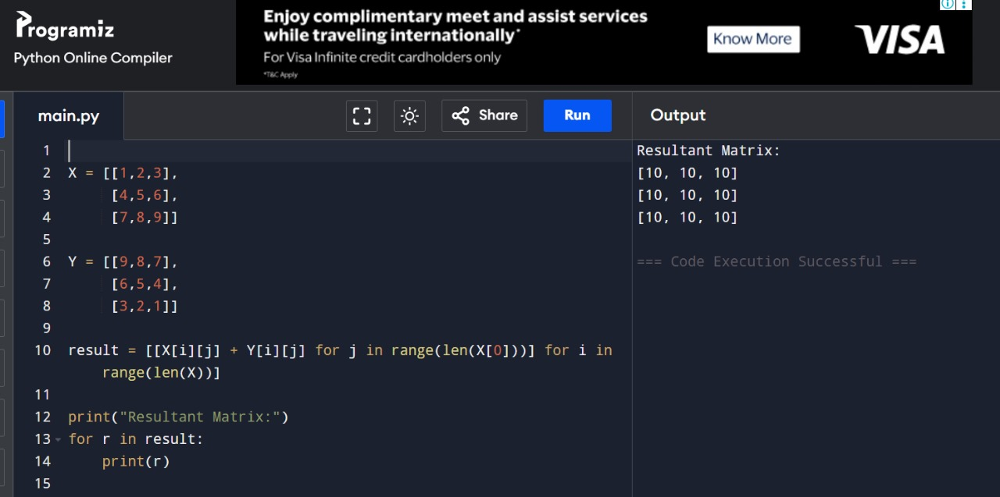 Programiz
Python Online Compiler
Enjoy complimentary meet and assist services
while traveling internationally*
For Visa Infinite credit cardholders only
*T&C Apply
Know More
VISA
main.py
Share
Run
Output
1
2 X = [[1,2,3],
3      [4,5,6],
4      [7,8,9]]
5
6 Y = [[9,8,7],
7      [6,5,4],
8      [3,2,1]]
9
10 result = [[X[i][j] + Y[i][j] for j in range(len(X[0]))] for i in
range(len(X))]
11
12 print("Resultant Matrix:")
13 for r in result:
14     print(r)
15
Resultant Matrix:
[10, 10, 10]
[10, 10, 10]
[10, 10, 10]
=== Code Execution Successful ===